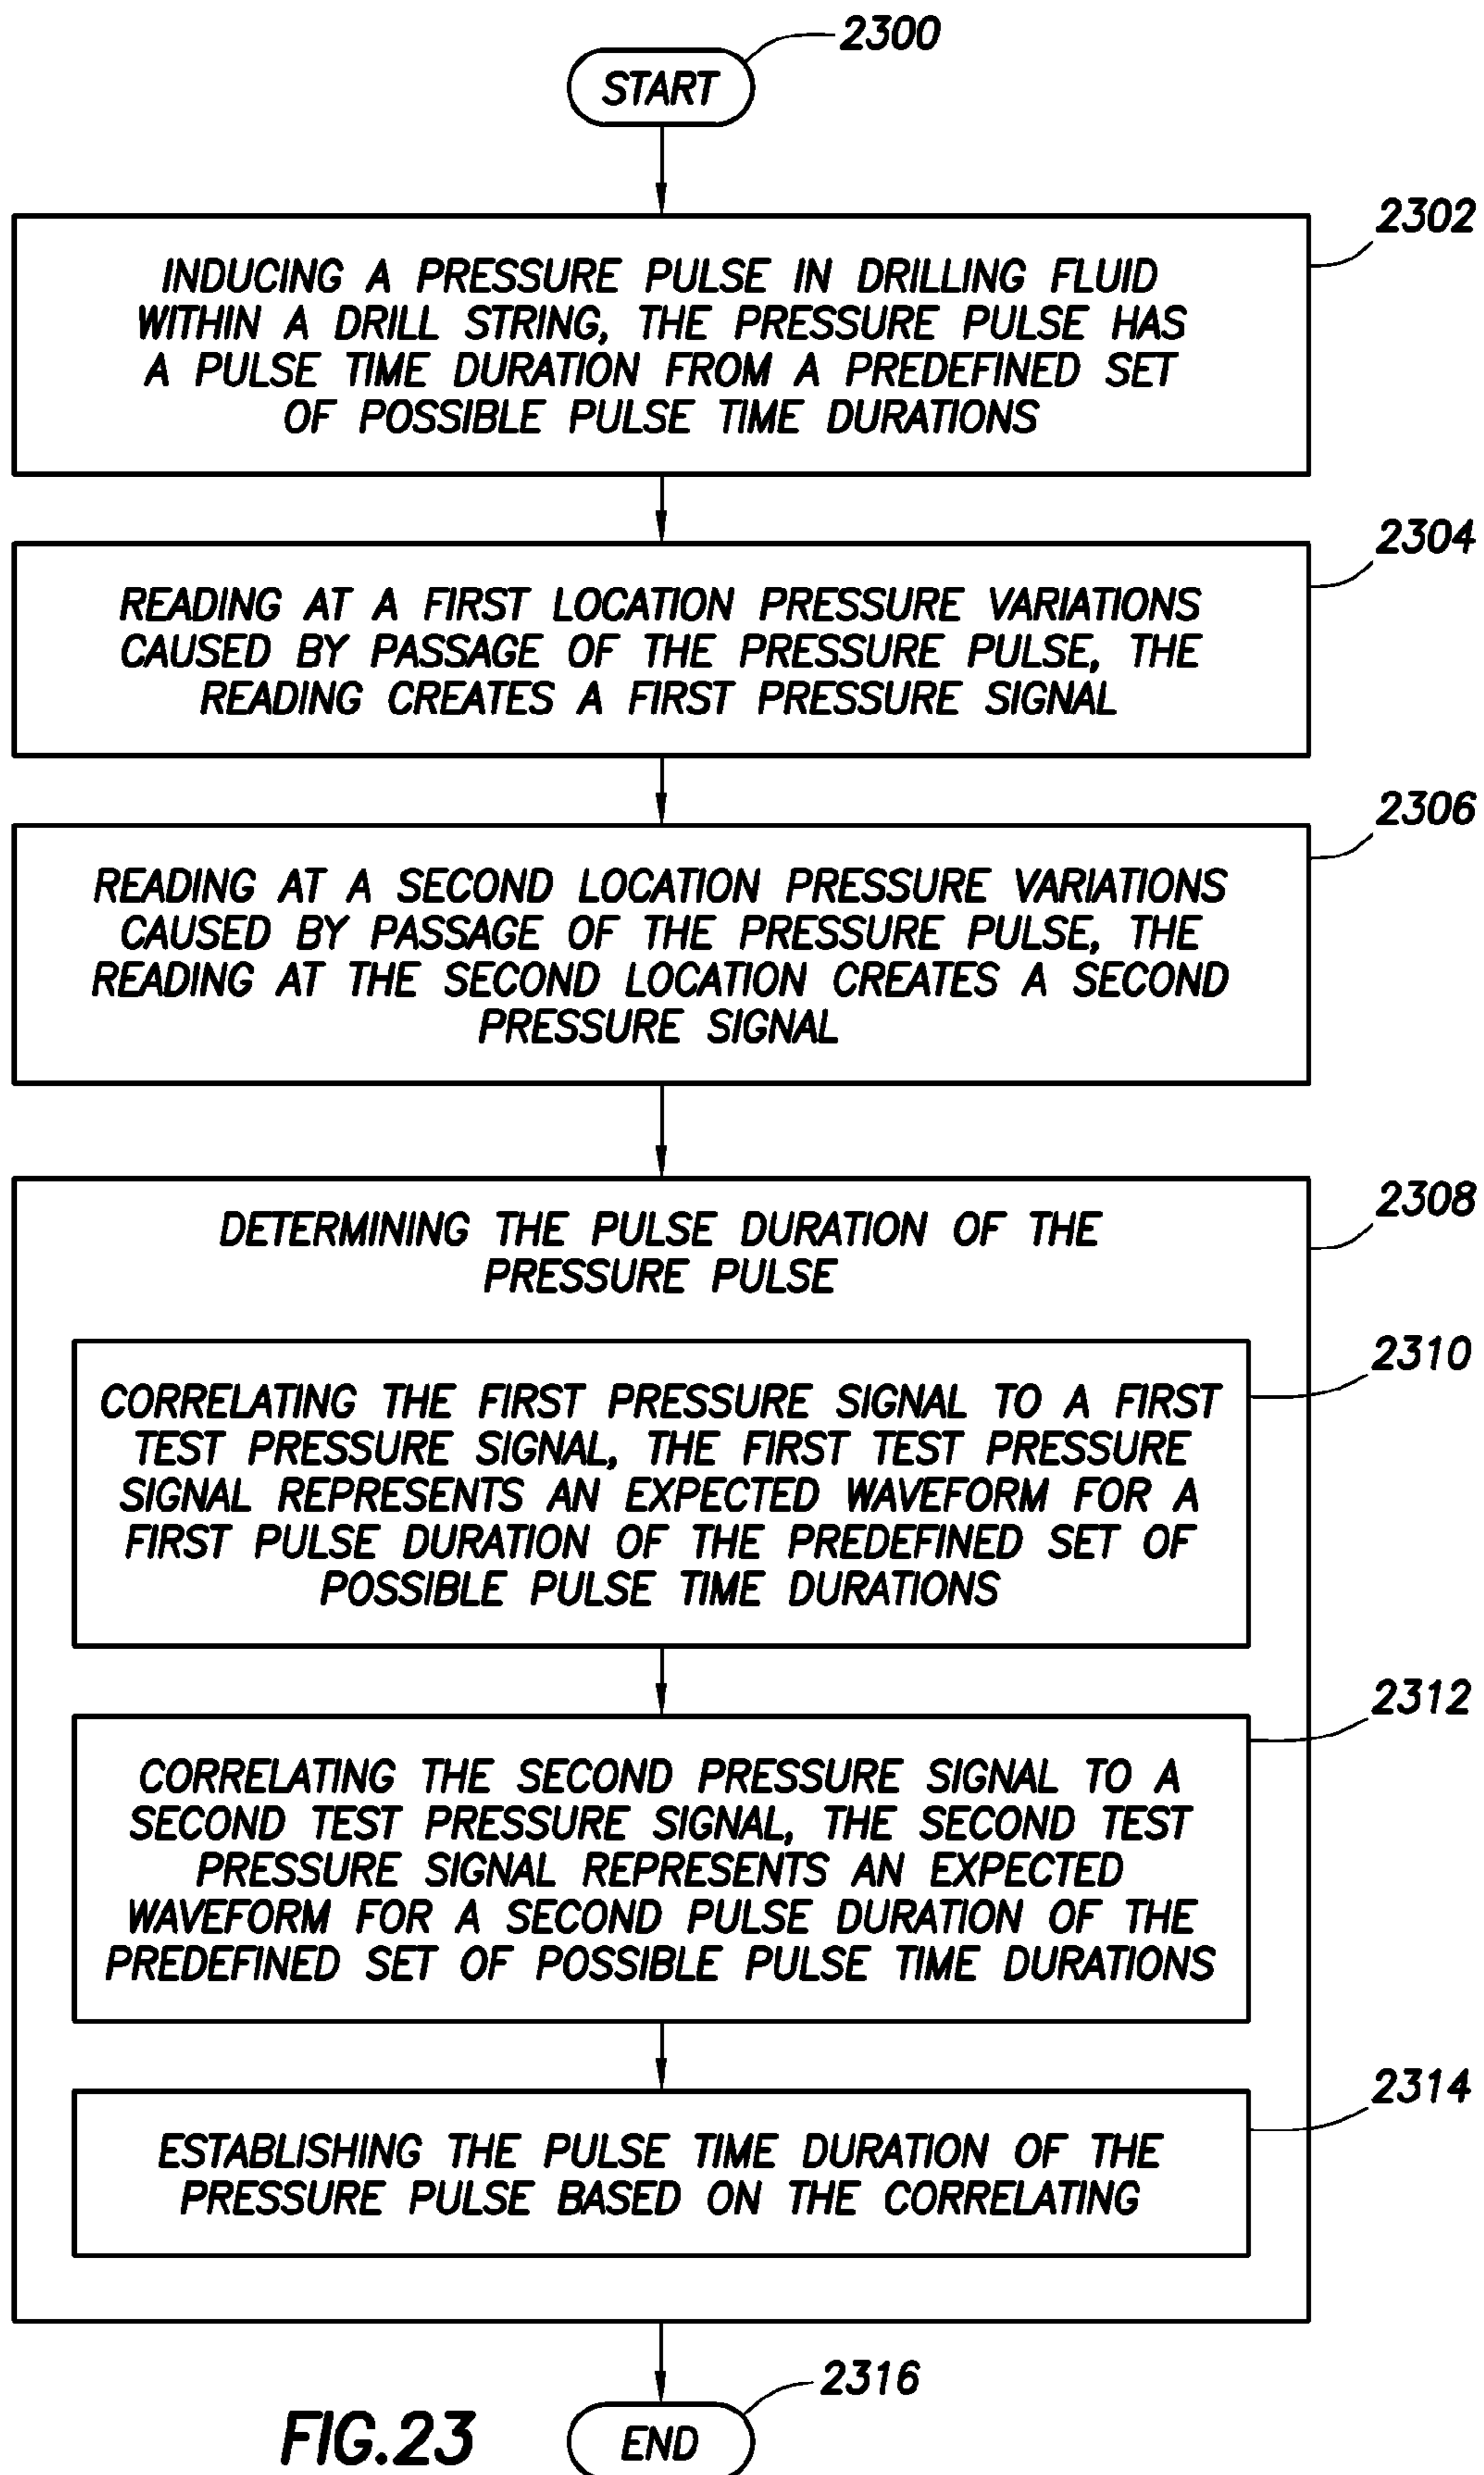 2300
START
2302
INDUCING A PRESSURE PULSE IN DRILLING FLUID
WITHIN A DRILL STRING, THE PRESSURE PULSE HAS
A PULSE TIME DURATION FROM A PREDEFINED SET
OF POSSIBLE PULSE TIME DURATIONS
2304
READING AT A FIRST LOCATION PRESSURE VARIATIONS
CAUSED BY PASSAGE OF THE PRESSURE PULSE, THE
READING CREATES A FIRST PRESSURE SIGNAL
2306
READING AT A SECOND LOCATION PRESSURE VARIATIONS
CAUSED BY PASSAGE OF THE PRESSURE PULSE, THE
READING AT THE SECOND LOCATION CREATES A SECOND
PRESSURE SIGNAL
2308
DETERMINING THE PULSE DURATION OF THE
PRESSURE PULSE
2310
CORRELATING THE FIRST PRESSURE SIGNAL TO A FIRST
TEST PRESSURE SIGNAL, THE FIRST TEST PRESSURE
SIGNAL REPRESENTS AN EXPECTED WAVEFORM FOR A
FIRST PULSE DURATION OF THE PREDEFINED SET OF
POSSIBLE PULSE TIME DURATIONS
2312
CORRELATING THE SECOND PRESSURE SIGNAL TO A
SECOND TEST PRESSURE SIGNAL, THE SECOND TEST
PRESSURE SIGNAL REPRESENTS AN EXPECTED
WAVEFORM FOR A SECOND PULSE DURATION OF THE
PREDEFINED SET OF POSSIBLE PULSE TIME DURATIONS
2314
ESTABLISHING THE PULSE TIME DURATION OF THE
PRESSURE PULSE BASED ON THE CORRELATING
2316
END
FIG.23